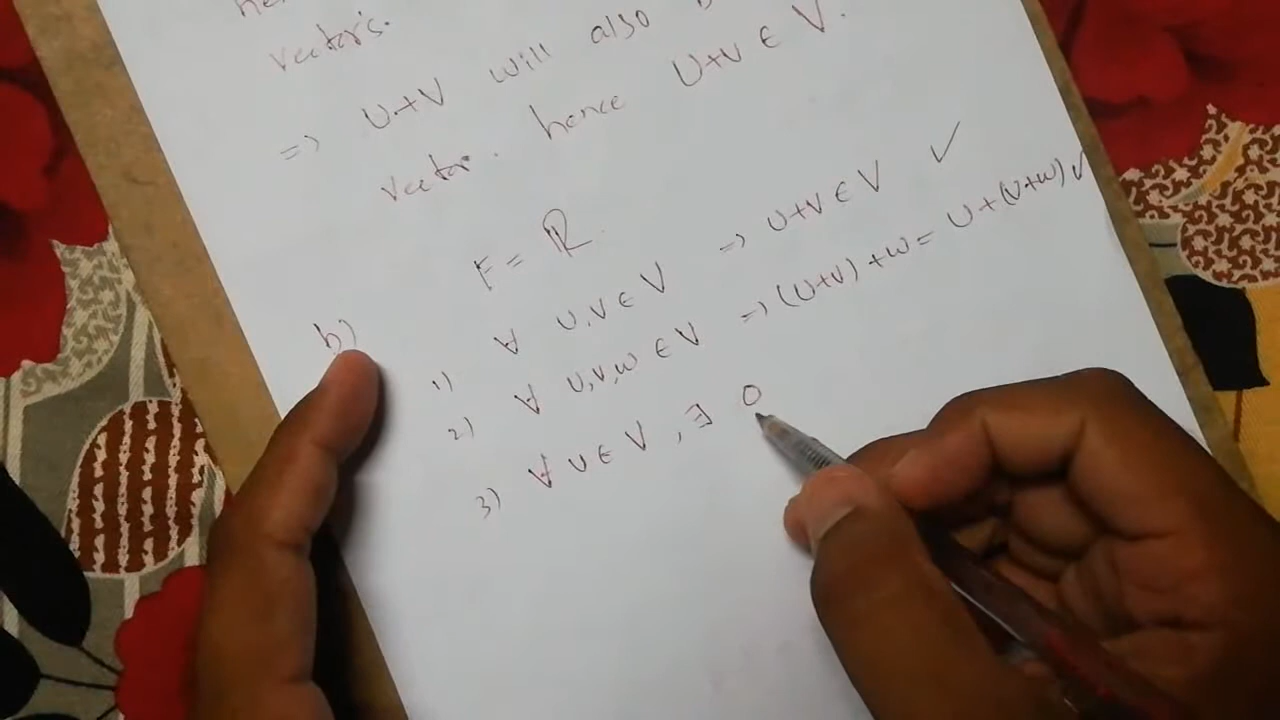 vectors.
=> U+V will also
vector. hence U+V ∈ V.
F = ℝ
b)
1) ∀ U,V ∈ V => U+V ∈ V ✓
2) ∀ U,V,W ∈ V => (U+V)+W = U+(V+W) ✓
3) ∀ U ∈ V, ∃ 0